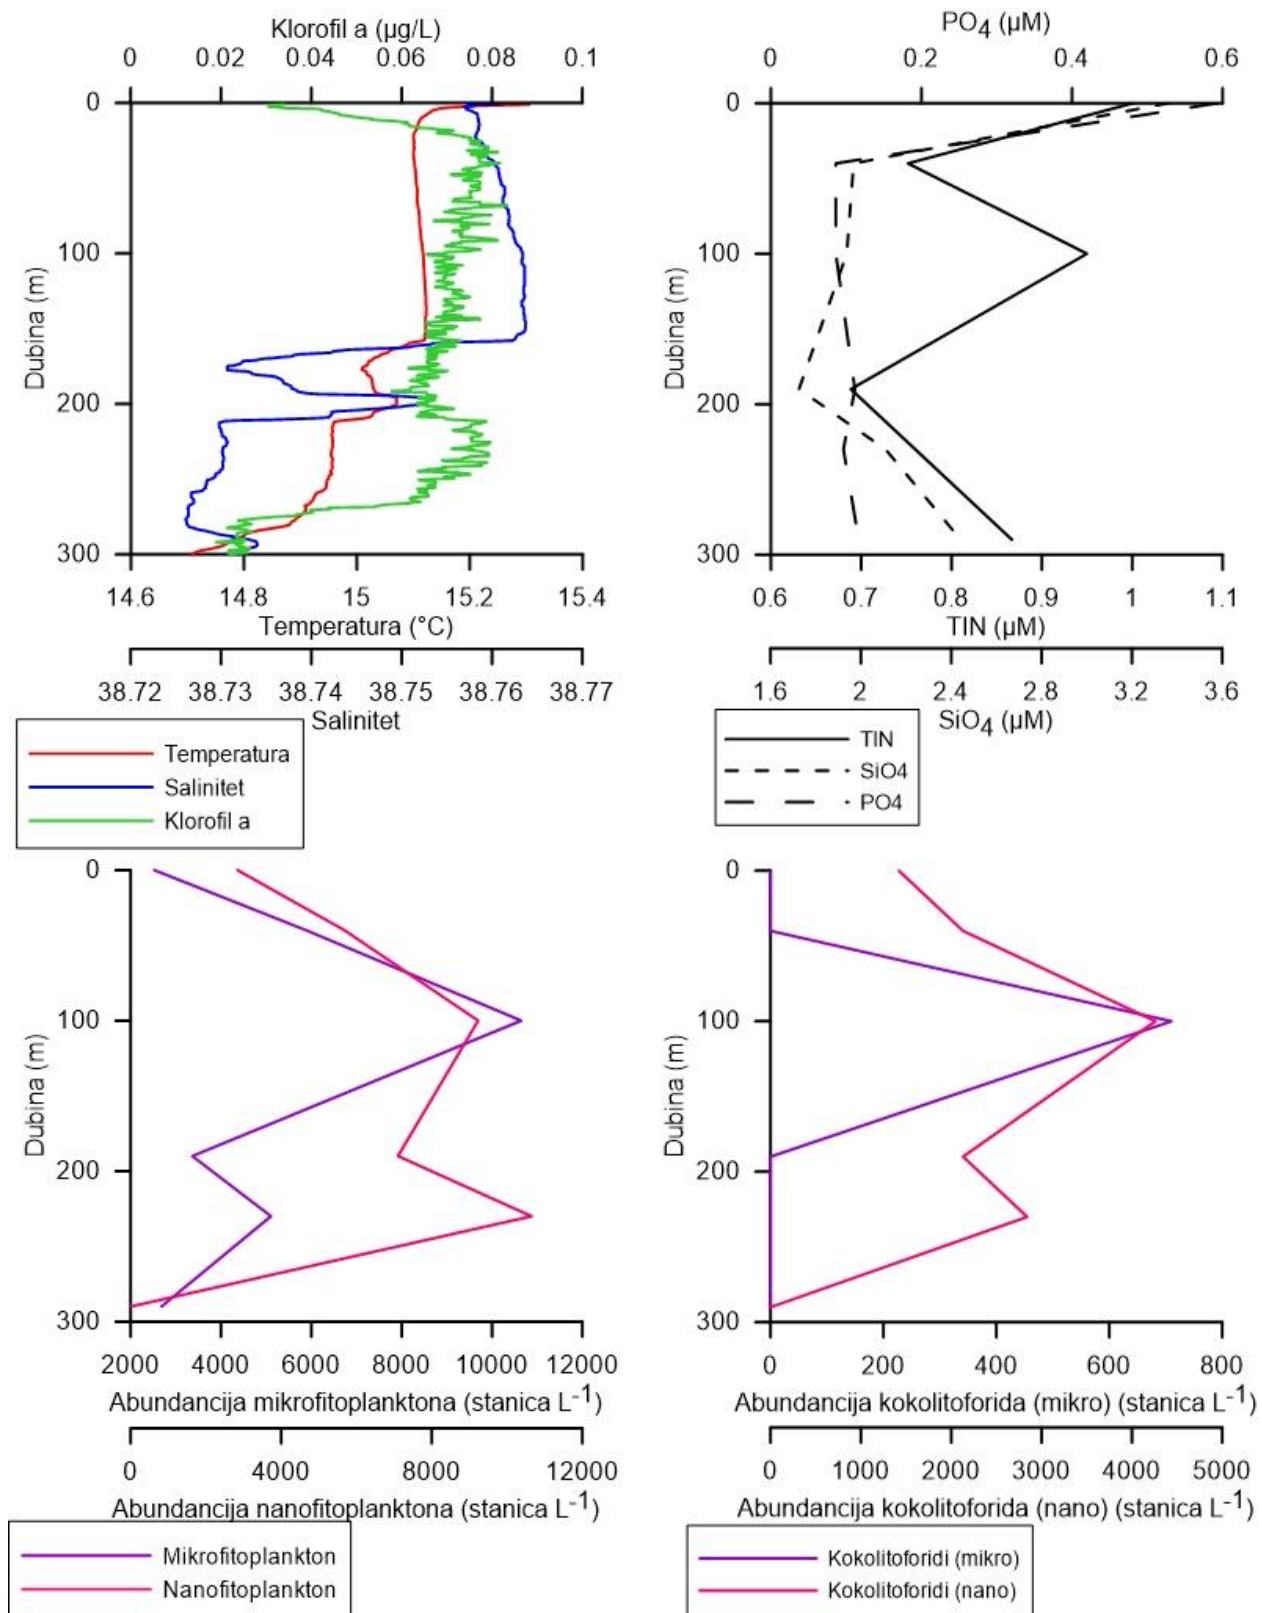 Klorofil a (µg/L)
0 0.02 0.04 0.06 0.08 0.1
0
100
200
300
Dubina (m)
14.6 14.8 15 15.2 15.4
Temperatura (°C)
38.72 38.73 38.74 38.75 38.76 38.77
Salinitet
Temperatura
Salinitet
Klorofil a
PO4 (µM)
0 0.2 0.4 0.6
0
100
200
300
Dubina (m)
0.6 0.7 0.8 0.9 1 1.1
TIN (µM)
1.6 2 2.4 2.8 3.2 3.6
SiO4 (µM)
TIN
SiO4
PO4
0
100
200
300
Dubina (m)
2000 4000 6000 8000 10000 12000
Abundancija mikrofitoplanktona (stanica L-1)
0 4000 8000 12000
Abundancija nanofitoplanktona (stanica L-1)
Mikrofitoplankton
Nanofitoplankton
0
100
200
300
Dubina (m)
0 200 400 600 800
Abundancija kokolitoforida (mikro) (stanica L-1)
0 1000 2000 3000 4000 5000
Abundancija kokolitoforida (nano) (stanica L-1)
Kokolitoforidi (mikro)
Kokolitoforidi (nano)